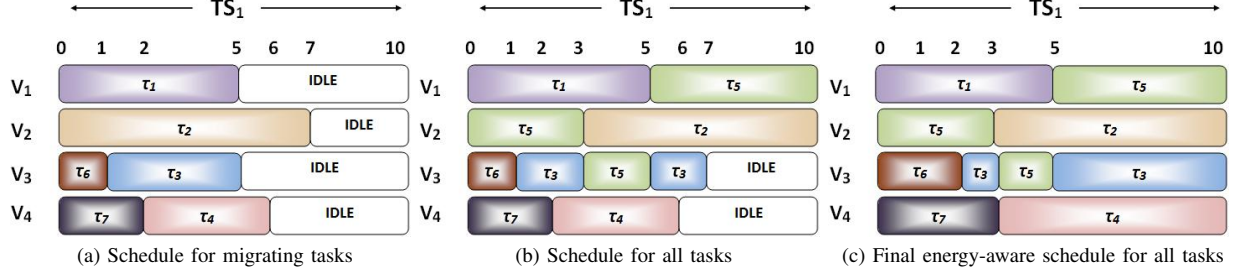 TS₁ TS₁ TS₁
0 1 2 5 6 7 10 0 1 2 3 5 6 7 10 0 1 2 3 5 10
V₁ τ₁ IDLE V₁ τ₁ τ₅ V₁ τ₁ τ₅
V₂ τ₂ IDLE V₂ τ₅ τ₂ V₂ τ₅ τ₂
V₃ τ₆ τ₃ IDLE V₃ τ₆ τ₃ τ₅ τ₃ IDLE V₃ τ₆ τ₃ τ₅ τ₃
V₄ τ₇ τ₄ IDLE V₄ τ₇ τ₄ IDLE V₄ τ₇ τ₄
(a) Schedule for migrating tasks (b) Schedule for all tasks (c) Final energy-aware schedule for all tasks